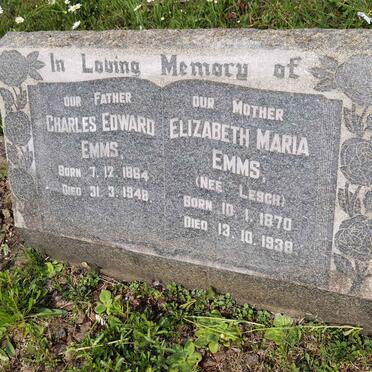 In Loving Memory of
OUR FATHER
CHARLES EDWARD
EMMS.
BORN 7.12.1864
DIED 31.3.1948.
OUR MOTHER
ELIZABETH MARIA
EMMS.
(NEE LESCH)
BORN 10.1.1870
DIED 13.10.1938